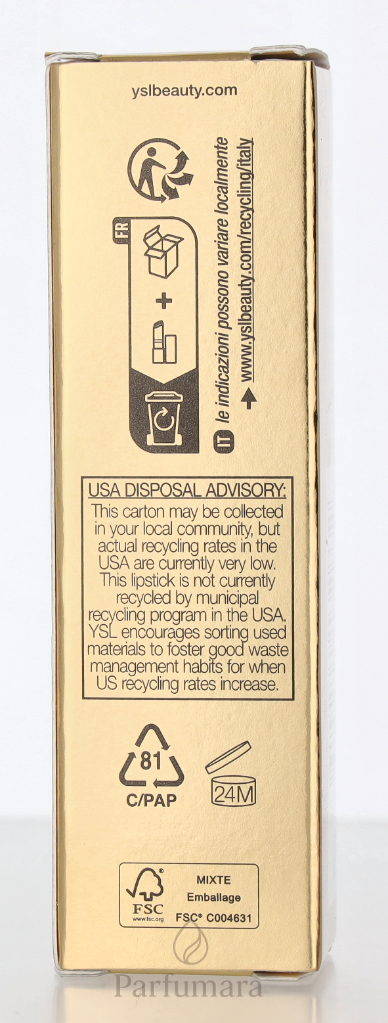 yslbeauty.com
FR
IT le indicazioni possono variare localmente
www.yslbeauty.com/recycling/italy
USA DISPOSAL ADVISORY:
This carton may be collected
in your local community, but
actual recycling rates in the
USA are currently very low.
This lipstick is not currently
recycled by municipal
recycling program in the USA.
YSL encourages sorting used
materials to foster good waste
management habits for when
US recycling rates increase.
81
C/PAP
24M
FSC®
www.fsc.org
MIXTE
Emballage
FSC® C004631
Parfumara